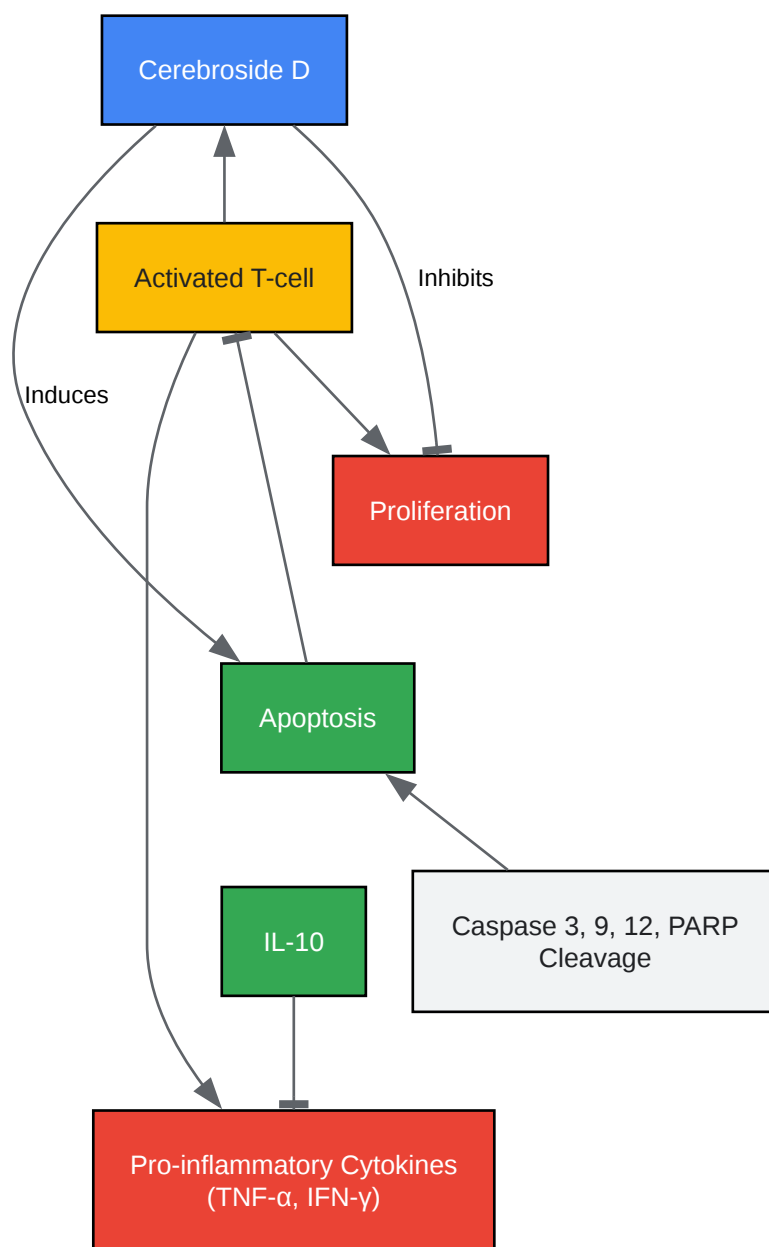 Cerebroside D
Activated T-cell
Inhibits
Induces
Proliferation
Apoptosis
IL-10
Caspase 3, 9, 12, PARP
Cleavage
Pro-inflammatory Cytokines
(TNF-α, IFN-γ)